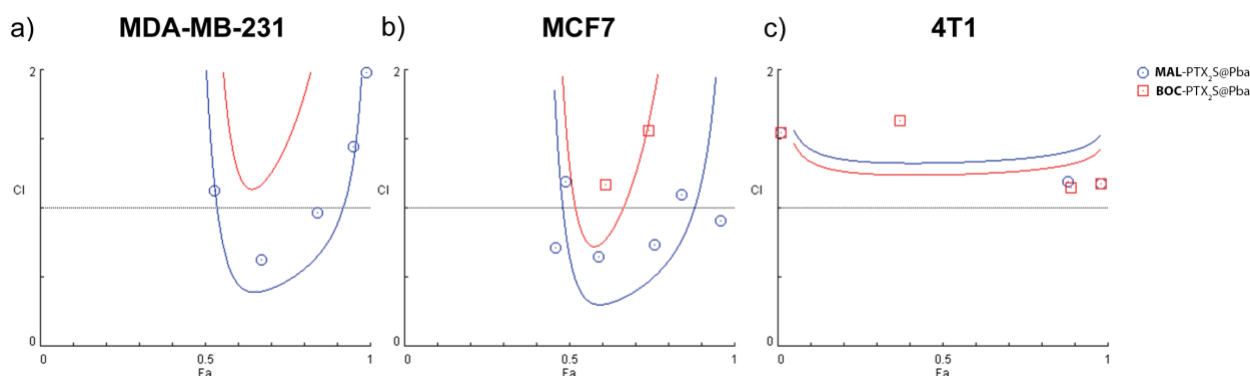 a) MDA-MB-231
b) MCF7
c) 4T1
MAL-PTX₂S@Pba
BOC-PTX₂S@Pba
2
CI
0
0 0.5 1
Fa
2
CI
0
0 0.5 1
Fa
2
CI
0
0 0.5 1
Fa